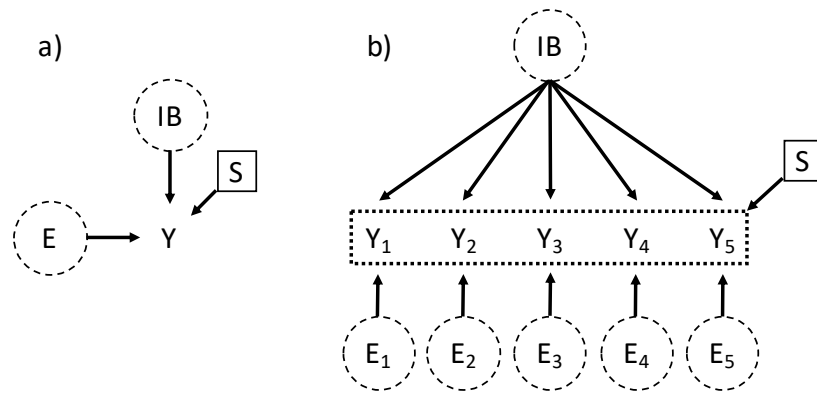 a)
IB
S
E
Y
b)
IB
S
Y₁ Y₂ Y₃ Y₄ Y₅
E₁ E₂ E₃ E₄ E₅